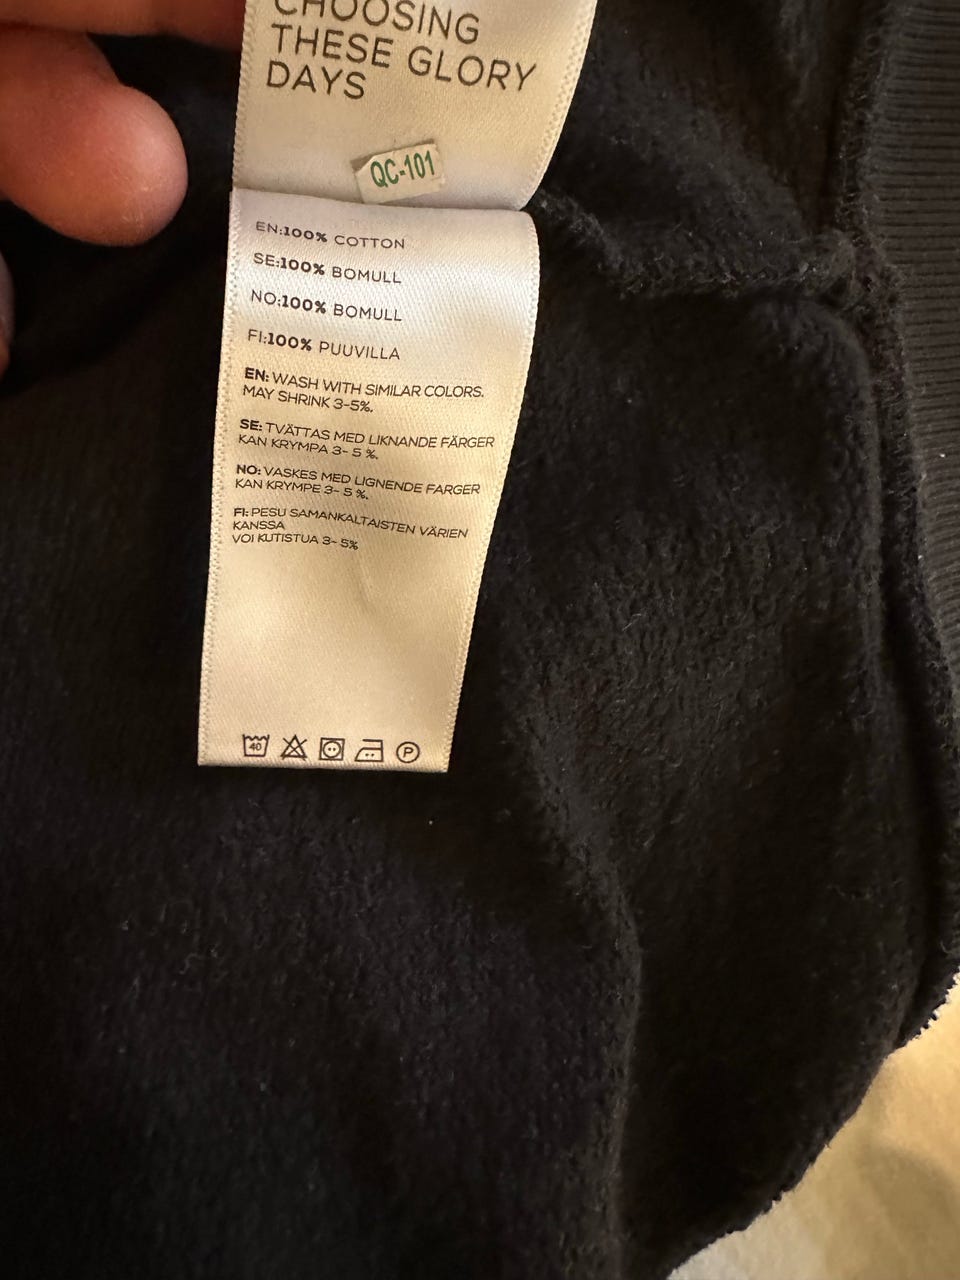 CHOOSING
THESE GLORY
DAYS
QC-101
EN:100% COTTON
SE:100% BOMULL
NO:100% BOMULL
FI:100% PUUVILLA
EN: WASH WITH SIMILAR COLORS.
MAY SHRINK 3-5%.
SE: TVÄTTAS MED LIKNANDE FÄRGER
KAN KRYMPA 3- 5 %.
NO: VASKES MED LIGNENDE FARGER
KAN KRYMPE 3- 5 %.
FI: PESU SAMANKALTAISTEN VÄRIEN
KANSSA
VOI KUTISTUA 3- 5%
40 P